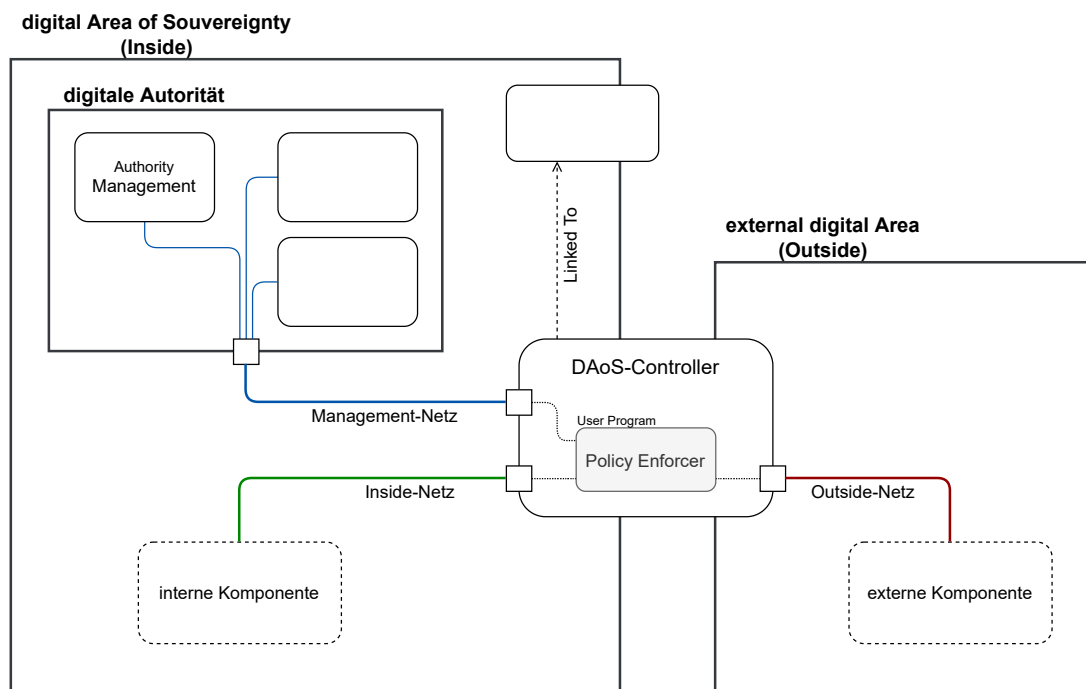 digital Area of Souvereignty
(Inside)
digitale Autorität
Authority
Management
Linked To
external digital Area
(Outside)
DAoS-Controller
Management-Netz
User Program
Policy Enforcer
Inside-Netz
Outside-Netz
interne Komponente
externe Komponente